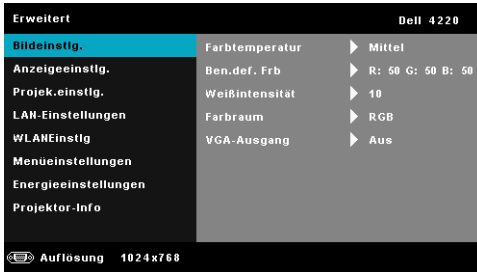 Erweitert Dell 4220
Bildeinstlg. Farbtemperatur Mittel
Anzeigeeinstlg. Ben.def. Frb R: 50 G: 50 B: 50
Projek.einstlg. Weißintensität 10
LAN-Einstellungen Farbraum RGB
WLANEinstlg VGA-Ausgang Aus
Menüeinstellungen
Energieeinstellungen
Projektor-Info
Auflösung 1024x768